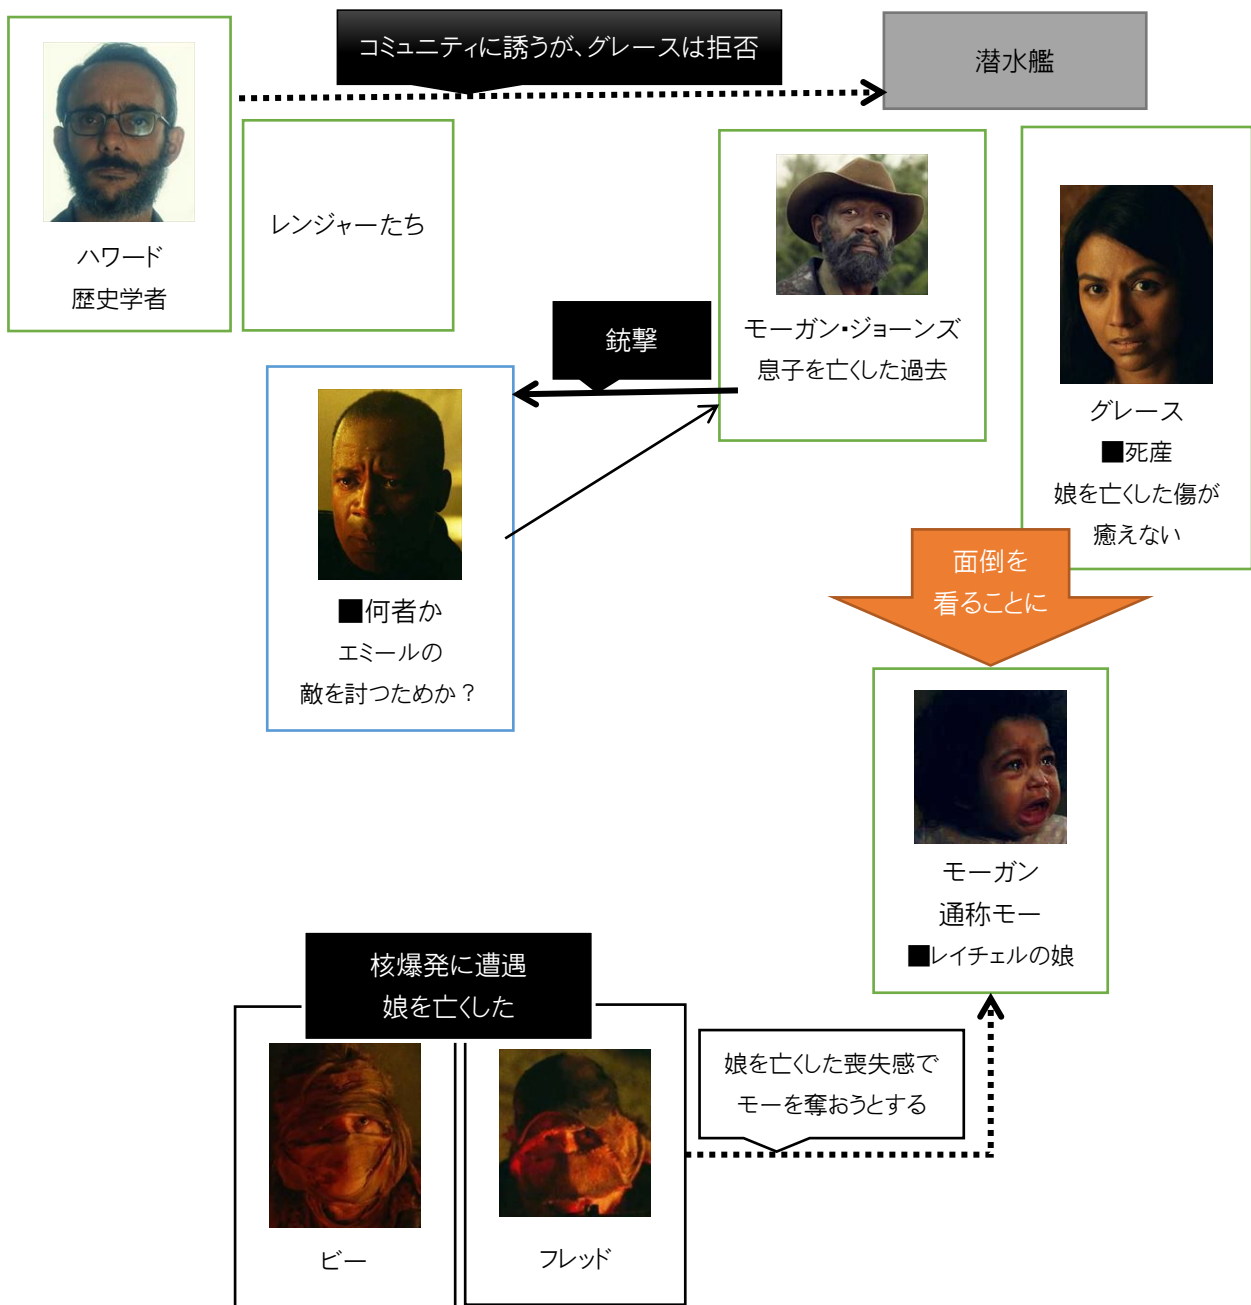 コミュニティに誘うが、グレースは拒否
潜水艦
ハワード
歴史学者
レンジャーたち
モーガン・ジョーンズ
息子を亡くした過去
グレース
■死産
娘を亡くした傷が
癒えない
銃撃
■何者か
エミールの
敵を討つためか?
面倒を
看ることに
モーガン
通称モー
■レイチェルの娘
核爆発に遭遇
娘を亡くした
娘を亡くした喪失感で
モーを奪おうとする
ビー
フレッド